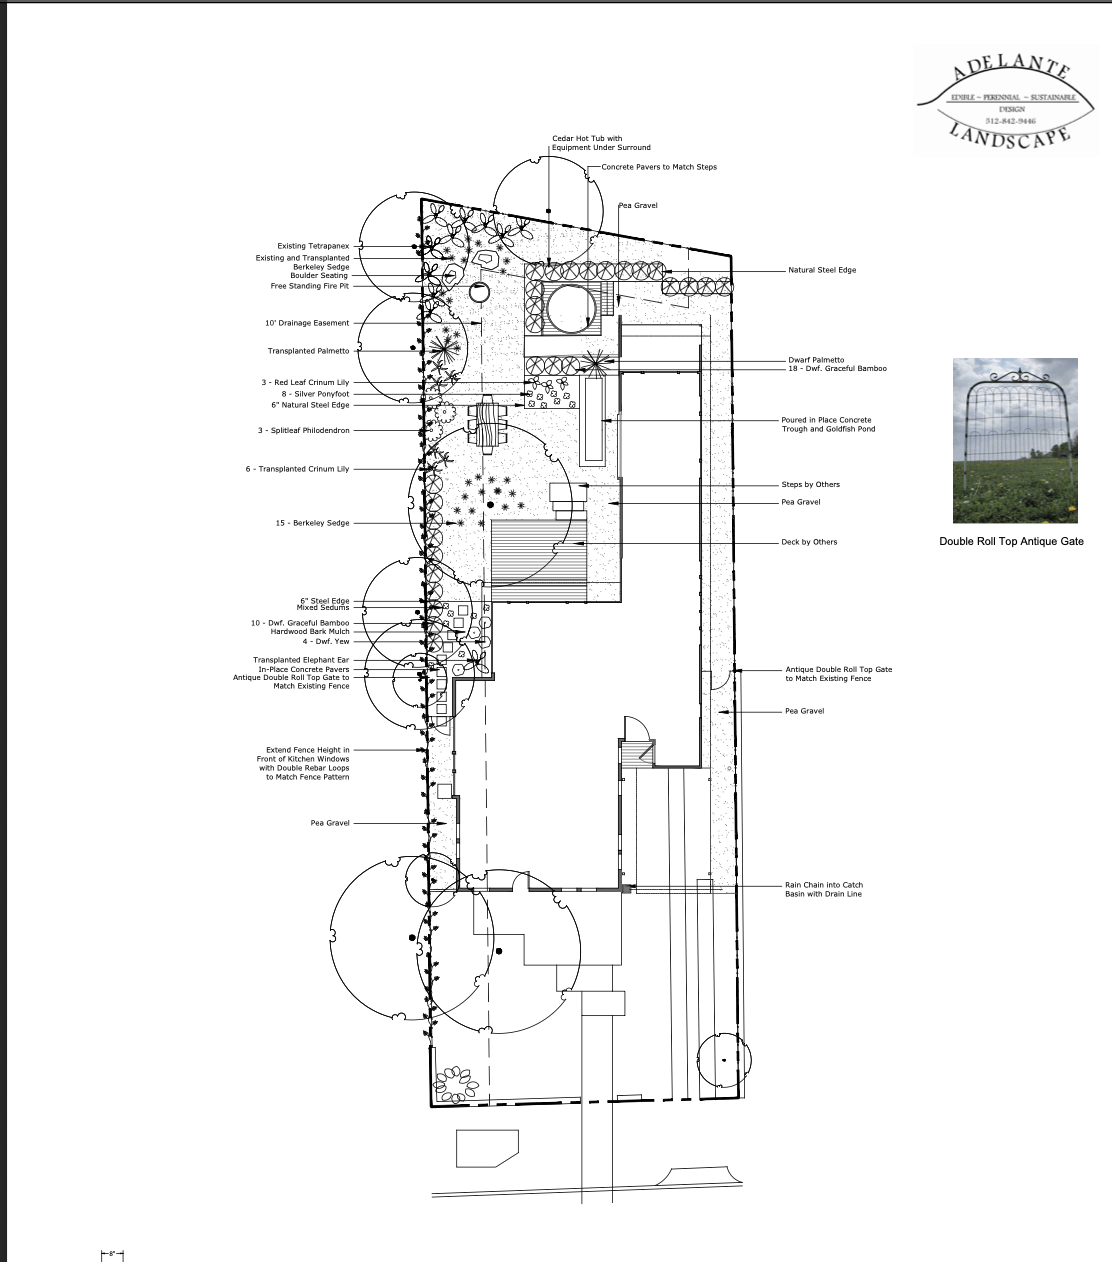 ADELANTE
EDIBLE ~ PERENNIAL ~ SUSTAINABLE
DESIGN
512-842-9446
LANDSCAPE
Cedar Hot Tub with
Equipment Under Surround
Concrete Pavers to Match Steps
Pea Gravel
Existing Tetrapanex
Existing and Transplanted
Berkeley Sedge
Boulder Seating
Free Standing Fire Pit
10' Drainage Easement
Transplanted Palmetto
3 - Red Leaf Crinum Lily
8 - Silver Ponyfoot
6" Natural Steel Edge
3 - Splitleaf Philodendron
6 - Transplanted Crinum Lily
15 - Berkeley Sedge
6" Steel Edge
Mixed Sedums
10 - Dwf. Graceful Bamboo
Hardwood Bark Mulch
4 - Dwf. Yew
Transplanted Elephant Ear
In-Place Concrete Pavers
Antique Double Roll Top Gate to
Match Existing Fence
Extend Fence Height in
Front of Kitchen Windows
with Double Rebar Loops
to Match Fence Pattern
Pea Gravel
Natural Steel Edge
Dwarf Palmetto
18 - Dwf. Graceful Bamboo
Poured in Place Concrete
Trough and Goldfish Pond
Steps by Others
Pea Gravel
Deck by Others
Antique Double Roll Top Gate
to Match Existing Fence
Pea Gravel
Rain Chain into Catch
Basin with Drain Line
Double Roll Top Antique Gate
8"